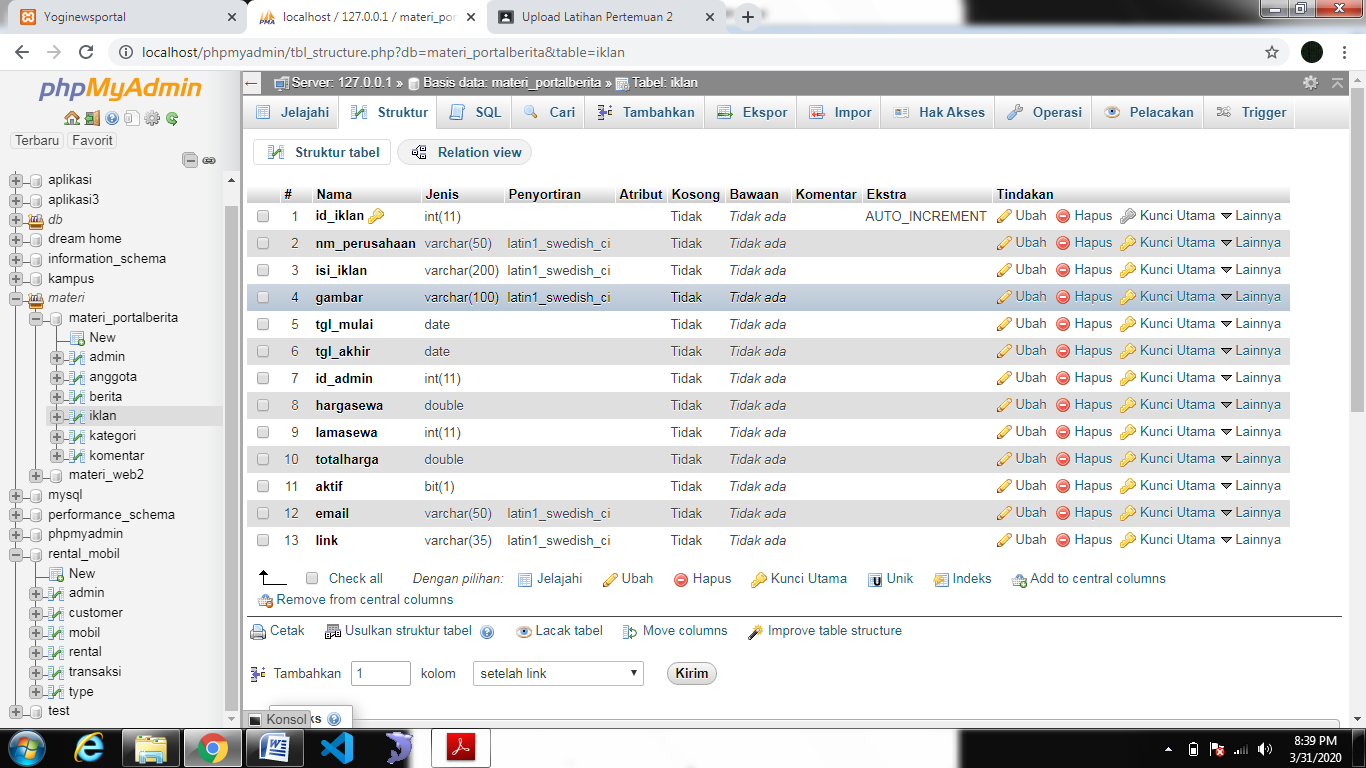 Yoginewsportal
localhost / 127.0.0.1 / materi_por
Upload Latihan Pertemuan 2
localhost/phpmyadmin/tbl_structure.php?db=materi_portalberita&table=iklan
phpMyAdmin
Terbaru Favorit
aplikasi
aplikasi3
db
dream home
information_schema
kampus
materi
materi_portalberita
New
admin
anggota
berita
iklan
kategori
komentar
materi_web2
mysql
performance_schema
phpmyadmin
rental_mobil
New
admin
customer
mobil
rental
transaksi
type
test
Server: 127.0.0.1 » Basis data: materi_portalberita » Tabel: iklan
Jelajahi Struktur SQL Cari Tambahkan Ekspor Impor Hak Akses Operasi Pelacakan Trigger
Struktur tabel Relation view
# Nama Jenis Penyortiran Atribut Kosong Bawaan Komentar Ekstra Tindakan
1 id_iklan int(11) Tidak Tidak ada AUTO_INCREMENT Ubah Hapus Kunci Utama Lainnya
2 nm_perusahaan varchar(50) latin1_swedish_ci Tidak Tidak ada Ubah Hapus Kunci Utama Lainnya
3 isi_iklan varchar(200) latin1_swedish_ci Tidak Tidak ada Ubah Hapus Kunci Utama Lainnya
4 gambar varchar(100) latin1_swedish_ci Tidak Tidak ada Ubah Hapus Kunci Utama Lainnya
5 tgl_mulai date Tidak Tidak ada Ubah Hapus Kunci Utama Lainnya
6 tgl_akhir date Tidak Tidak ada Ubah Hapus Kunci Utama Lainnya
7 id_admin int(11) Tidak Tidak ada Ubah Hapus Kunci Utama Lainnya
8 hargasewa double Tidak Tidak ada Ubah Hapus Kunci Utama Lainnya
9 lamasewa int(11) Tidak Tidak ada Ubah Hapus Kunci Utama Lainnya
10 totalharga double Tidak Tidak ada Ubah Hapus Kunci Utama Lainnya
11 aktif bit(1) Tidak Tidak ada Ubah Hapus Kunci Utama Lainnya
12 email varchar(50) latin1_swedish_ci Tidak Tidak ada Ubah Hapus Kunci Utama Lainnya
13 link varchar(35) latin1_swedish_ci Tidak Tidak ada Ubah Hapus Kunci Utama Lainnya
Check all Dengan pilihan: Jelajahi Ubah Hapus Kunci Utama Unik Indeks Add to central columns
Remove from central columns
Cetak Usulkan struktur tabel Lacak tabel Move columns Improve table structure
Tambahkan 1 kolom setelah link Kirim
Konsol
8:39 PM
3/31/2020